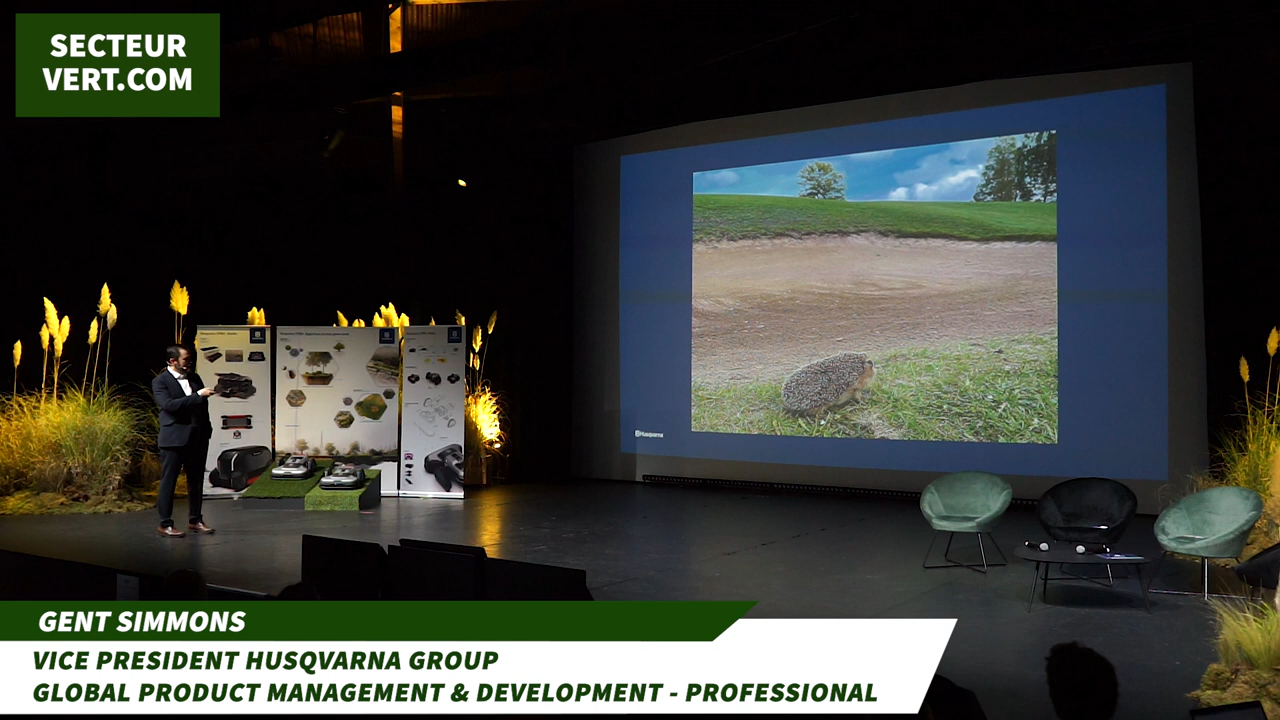 SECTEUR
VERT.COM
Husqvarna
GENT SIMMONS
VICE PRESIDENT HUSQVARNA GROUP
GLOBAL PRODUCT MANAGEMENT & DEVELOPMENT - PROFESSIONAL